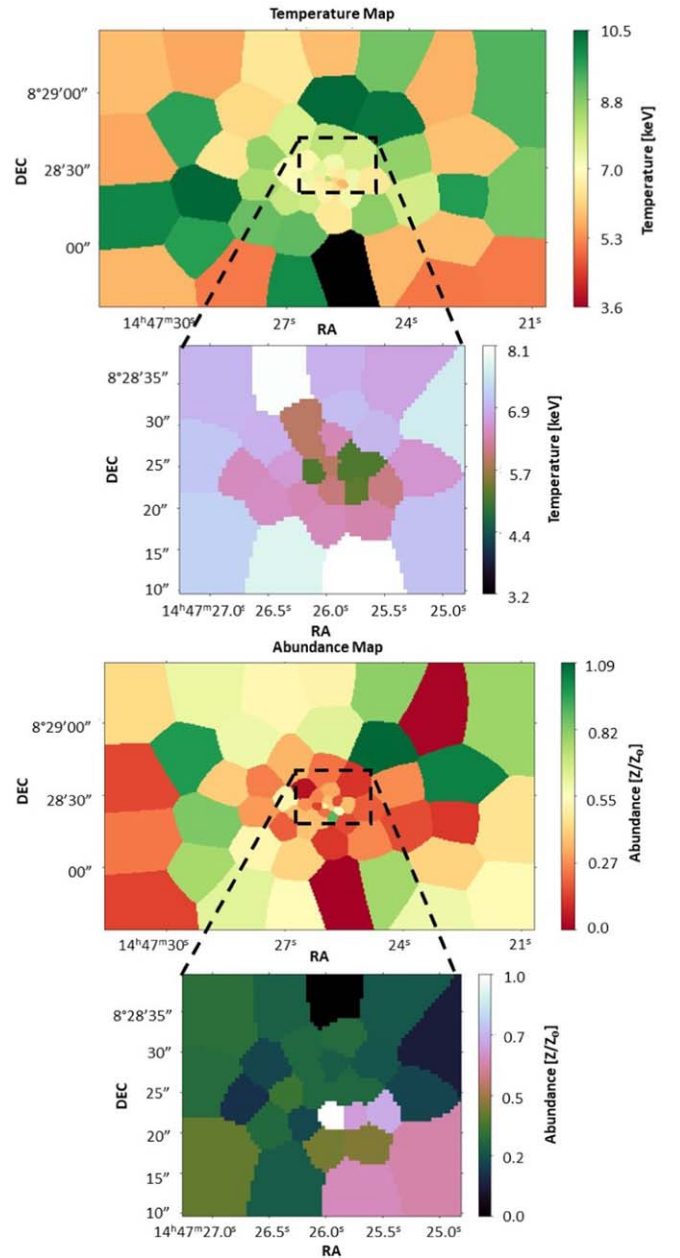 Temperature Map
10.5
8°29'00"
8.8
DEC
28'30"
7.0
Temperature [keV]
5.3
00"
3.6
14ʰ47ᵐ30ˢ
27ˢ
24ˢ
21ˢ
RA
8.1
8°28'35"
30"
6.9
DEC
25"
5.7
Temperature [keV]
20"
4.4
15"
10"
3.2
14ʰ47ᵐ27.0ˢ
26.5ˢ
26.0ˢ
25.5ˢ
25.0ˢ
RA
Abundance Map
1.09
8°29'00"
0.82
DEC
28'30"
0.55
Abundance [Z/Z₀]
0.27
00"
0.0
14ʰ47ᵐ30ˢ
27ˢ
24ˢ
21ˢ
RA
1.0
8°28'35"
0.7
30"
DEC
25"
0.5
Abundance [Z/Z₀]
20"
0.2
15"
10"
0.0
14ʰ47ᵐ27.0ˢ
26.5ˢ
26.0ˢ
25.5ˢ
25.0ˢ
RA